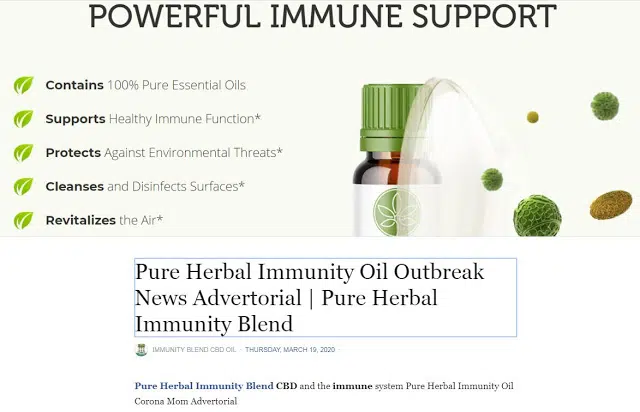 POWERFUL IMMUNE SUPPORT
Contains 100% Pure Essential Oils
Supports Healthy Immune Function*
Protects Against Environmental Threats*
Cleanses and Disinfects Surfaces*
Revitalizes the Air*
Pure Herbal Immunity Oil Outbreak
News Advertorial | Pure Herbal
Immunity Blend
IMMUNITY BLEND CBD OIL · THURSDAY, MARCH 19, 2020 ·
Pure Herbal Immunity Blend CBD and the immune system Pure Herbal Immunity Oil
Corona Mom Advertorial